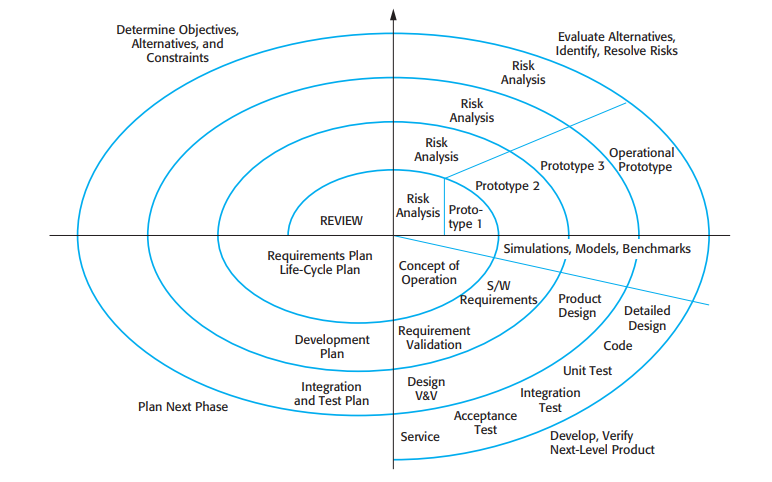 Determine Objectives,
Alternatives, and
Constraints
Evaluate Alternatives,
Identify, Resolve Risks
Risk
Analysis
Risk
Analysis
Risk
Analysis
Operational
Prototype
Prototype 3
Prototype 2
Risk
Analysis
Proto-
type 1
REVIEW
Requirements Plan
Life-Cycle Plan
Simulations, Models, Benchmarks
Concept of
Operation
S/W
Requirements
Product
Design
Detailed
Design
Development
Plan
Requirement
Validation
Code
Unit Test
Integration
and Test Plan
Design
V&V
Integration
Test
Plan Next Phase
Acceptance
Test
Service
Develop, Verify
Next-Level Product